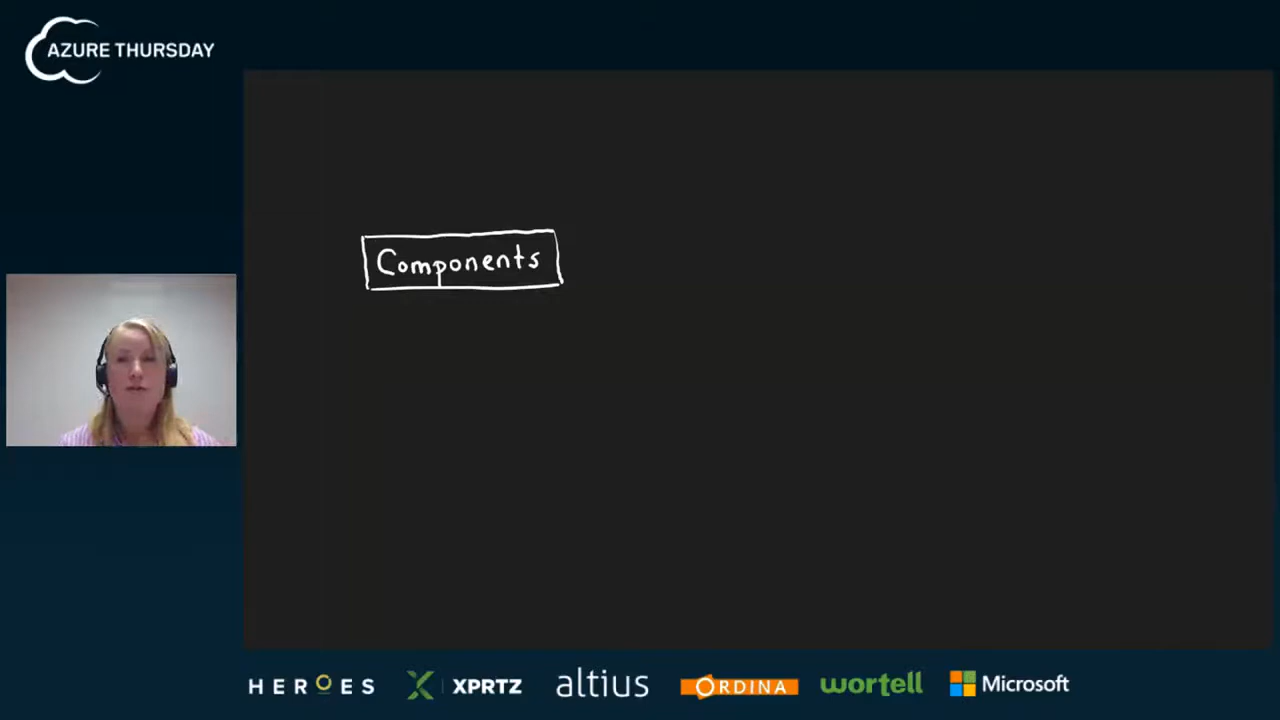 AZURE THURSDAY
Components
HEROES
XPRTZ
altius
ORDINA
wortell
Microsoft